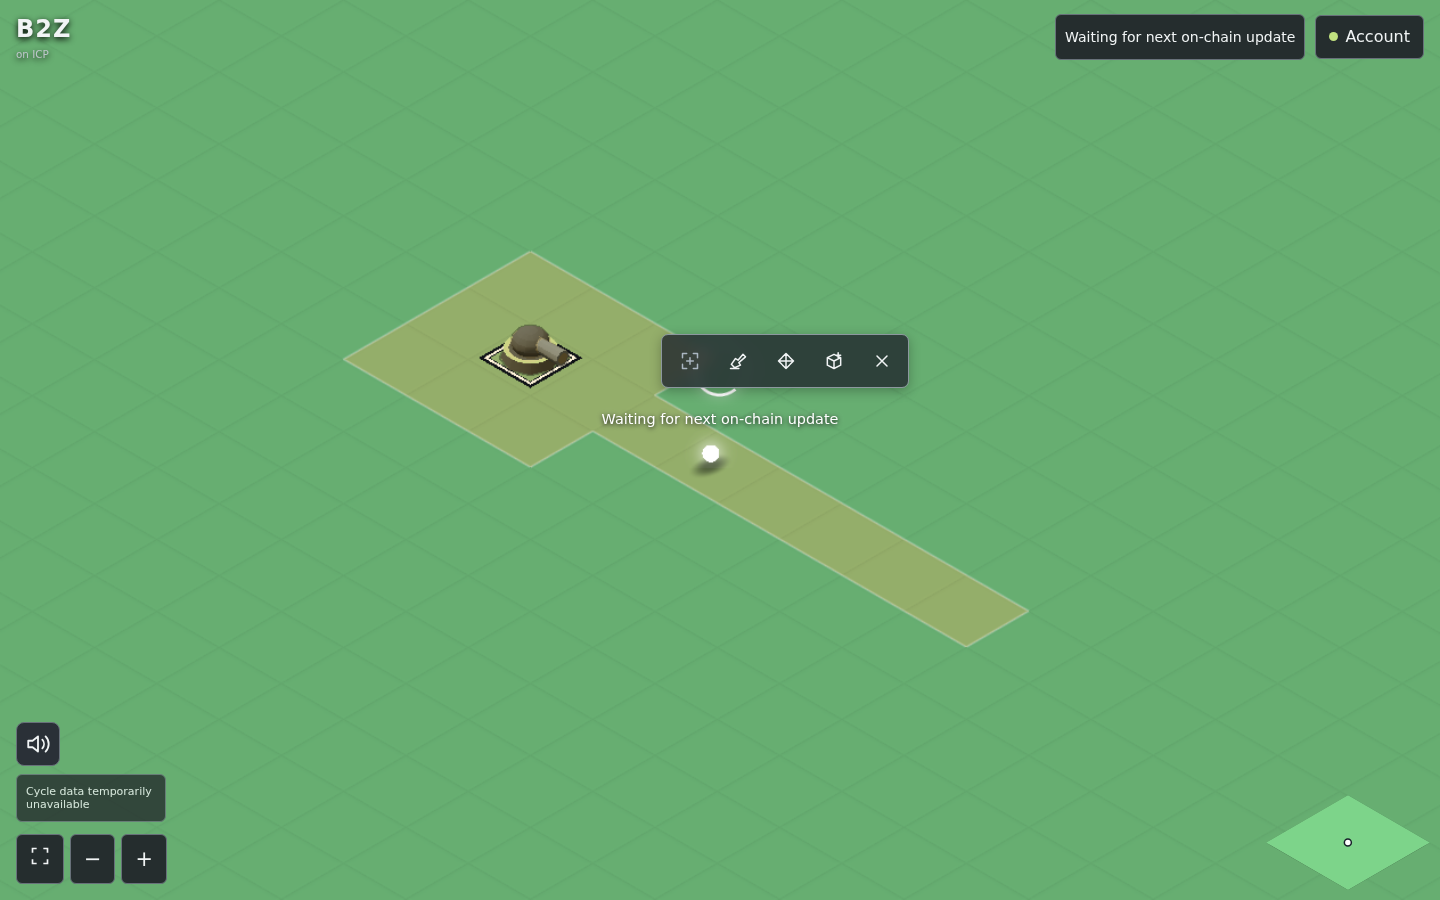 B2Z
on ICP
Waiting for next on-chain update
Account
Waiting for next on-chain update
Cycle data temporarily
unavailable